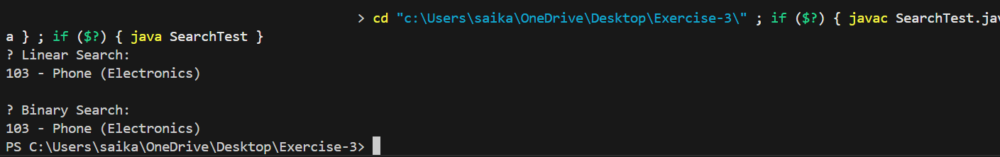 > cd "c:\Users\saika\OneDrive\Desktop\Exercise-3\" ; if ($?) { javac SearchTest.jav
a } ; if ($?) { java SearchTest }
? Linear Search:
103 - Phone (Electronics)
? Binary Search:
103 - Phone (Electronics)
PS C:\Users\saika\OneDrive\Desktop\Exercise-3>